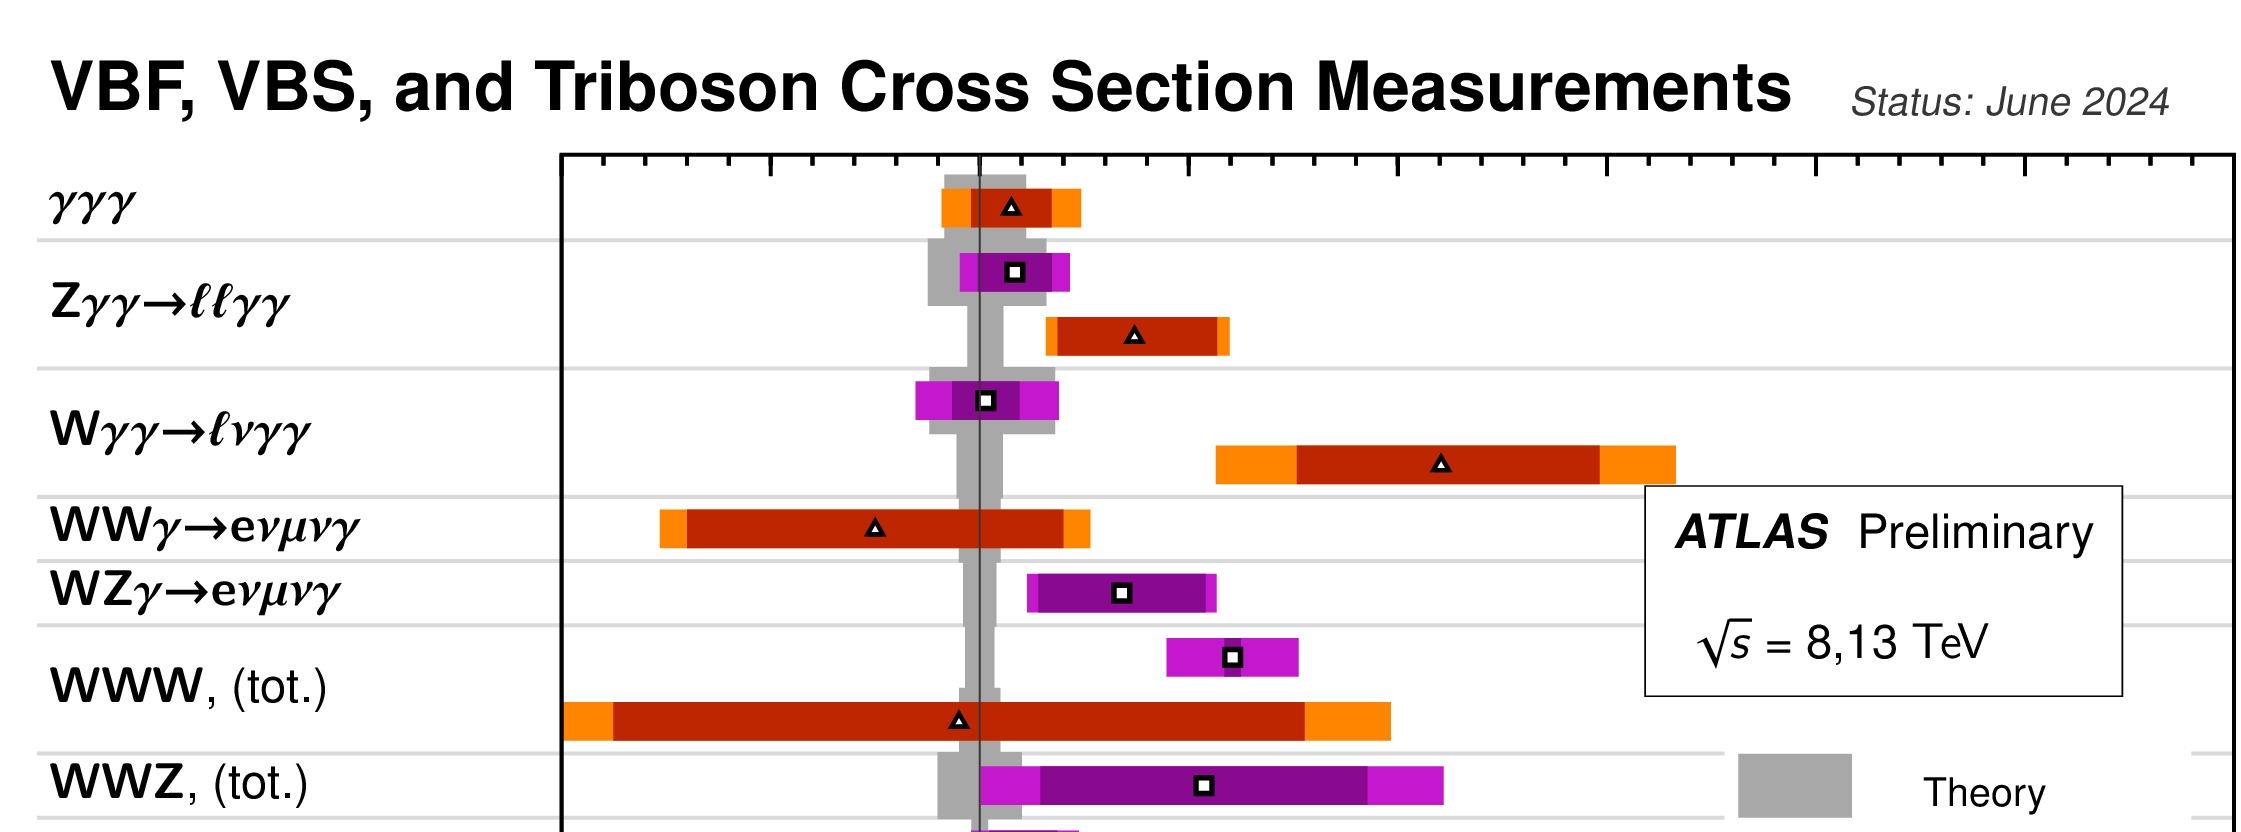 VBF, VBS, and Triboson Cross Section Measurements Status: June 2024
γγγ
Zγγ→ℓℓγγ
Wγγ→ℓνγγ
WWγ→eνμνγ
ATLAS Preliminary
WZγ→eνμνγ
√s = 8,13 TeV
WWW, (tot.)
WWZ, (tot.)
Theory